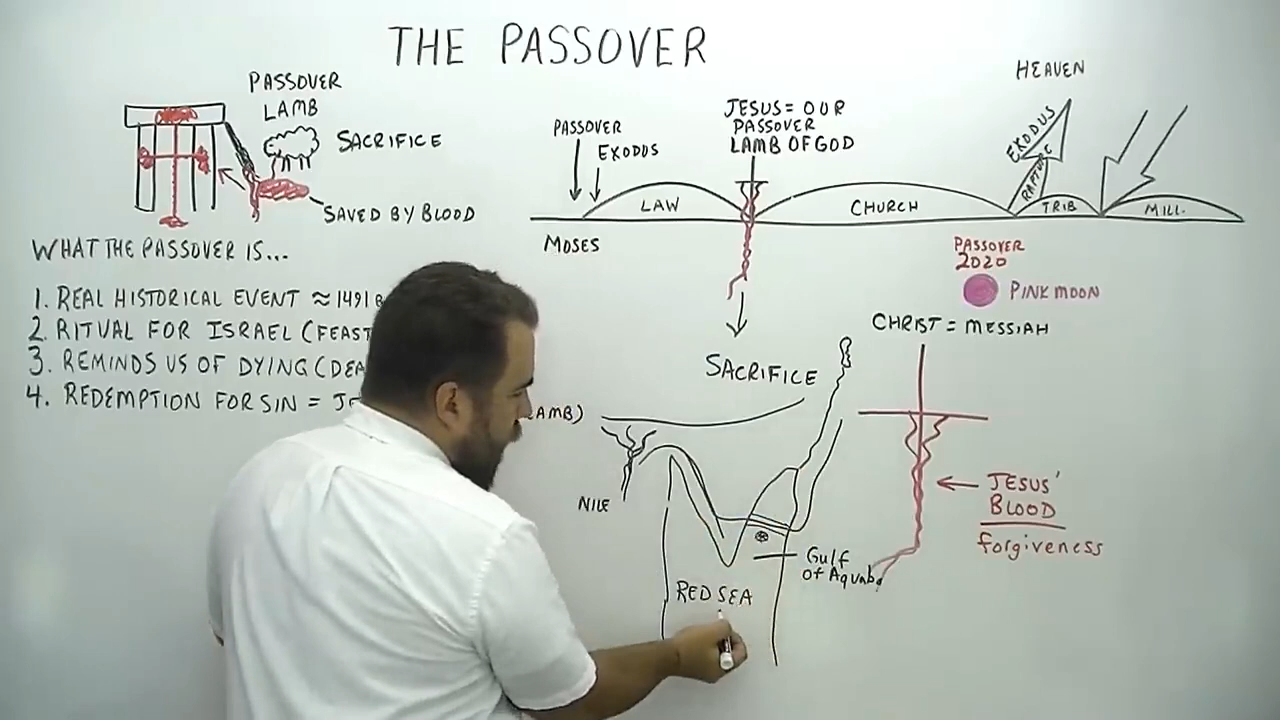 THE PASSOVER
PASSOVER
LAMB
SACRIFICE
SAVED BY BLOOD
WHAT THE PASSOVER IS...
1. REAL HISTORICAL EVENT ≈ 1491
2. RITUAL FOR ISRAEL (FEAST
3. REMINDS US OF DYING (
4. REDEMPTION FOR SIN =
PASSOVER
EXODUS
JESUS = OUR
PASSOVER
LAMB OF GOD
HEAVEN
EXODUS
RAPTURE
LAW
CHURCH
TRIB
MILL.
MOSES
PASSOVER
2020
PINK MOON
CHRIST = MESSIAH
SACRIFICE
NILE
JESUS'
BLOOD
forgiveness
Gulf
of Aquaba
RED SEA